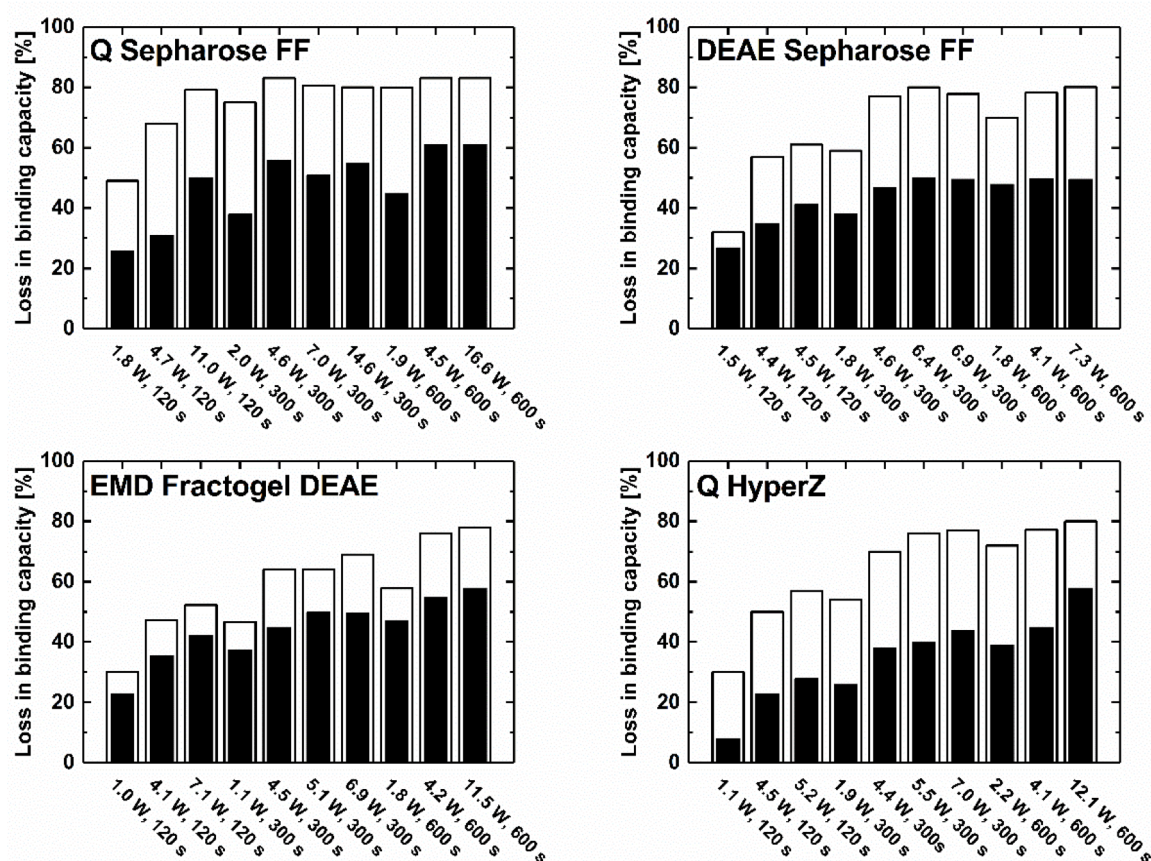 Q Sepharose FF
Loss in binding capacity [%]
100
80
60
40
20
0
1.8 W, 120 s
4.7 W, 120 s
11.0 W, 120 s
2.0 W, 300 s
4.6 W, 300 s
7.0 W, 300 s
14.6 W, 300 s
1.9 W, 600 s
4.5 W, 600 s
16.6 W, 600 s
DEAE Sepharose FF
Loss in binding capacity [%]
100
80
60
40
20
0
1.5 W, 120 s
4.4 W, 120 s
4.5 W, 120 s
1.8 W, 300 s
4.6 W, 300 s
6.4 W, 300 s
6.9 W, 300 s
1.8 W, 600 s
4.1 W, 600 s
7.3 W, 600 s
EMD Fractogel DEAE
Loss in binding capacity [%]
100
80
60
40
20
0
1.0 W, 120 s
4.1 W, 120 s
7.1 W, 120 s
1.1 W, 300 s
4.5 W, 300 s
5.1 W, 300 s
6.9 W, 300 s
1.8 W, 600 s
4.2 W, 600 s
11.5 W, 600 s
Q HyperZ
Loss in binding capacity [%]
100
80
60
40
20
0
1.1 W, 120 s
4.5 W, 120 s
5.2 W, 120 s
1.9 W, 300 s
4.4 W, 300s
5.5 W, 300 s
7.0 W, 300 s
2.2 W, 600 s
4.1 W, 600 s
12.1 W, 600 s